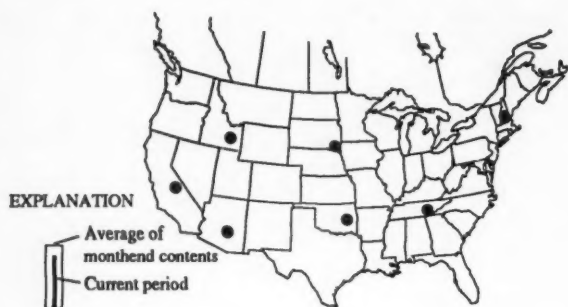 EXPLANATION
Average of
monthend contents
Current period